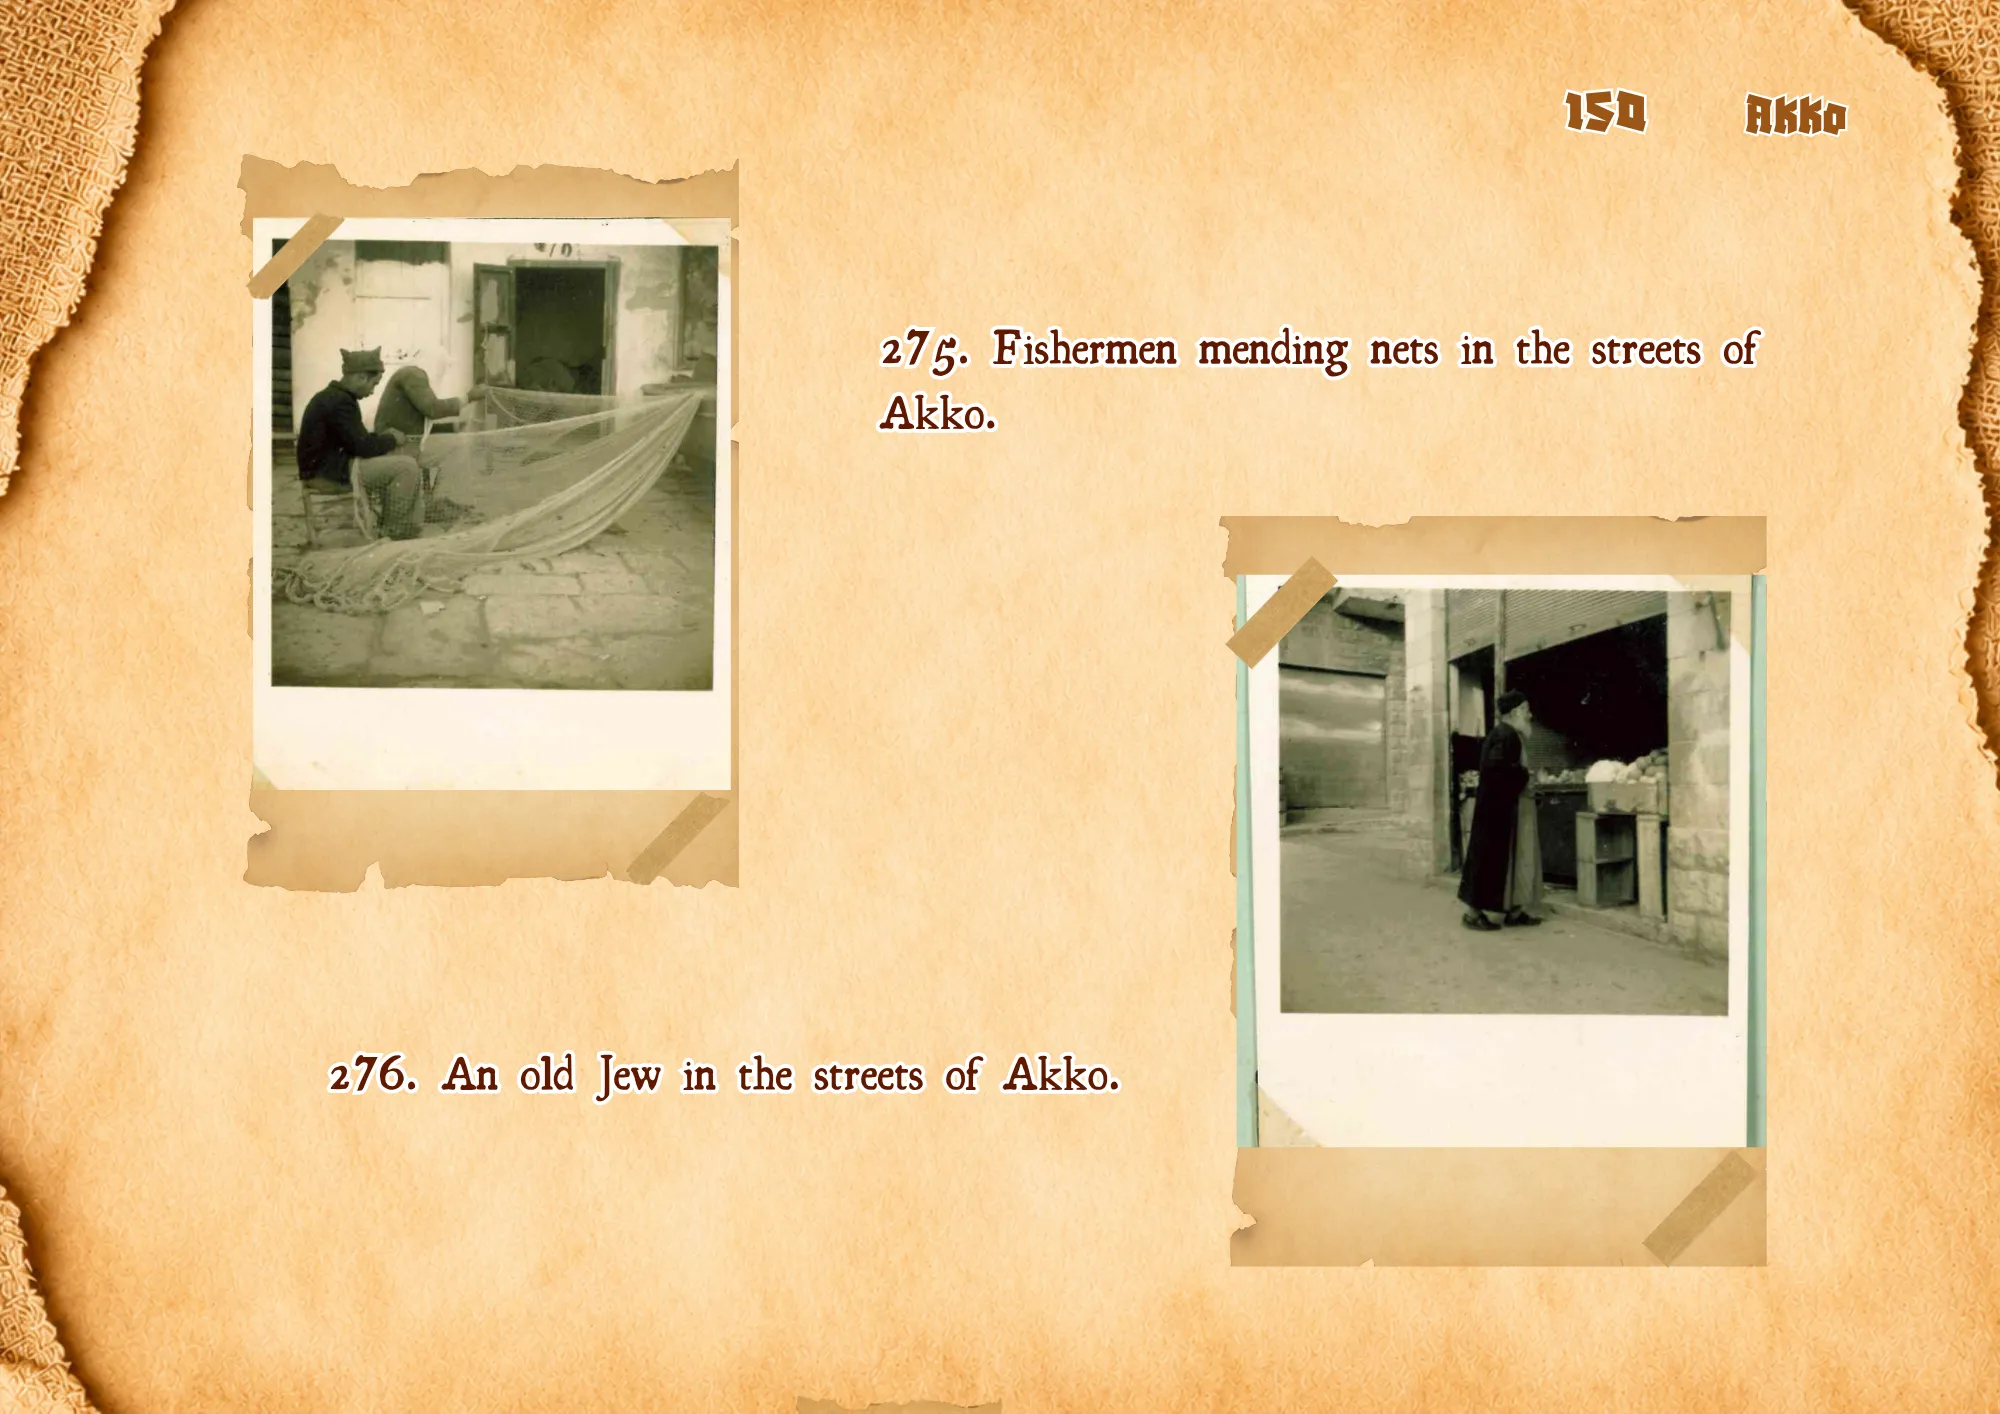 150 Akko
275. Fishermen mending nets in the streets of
Akko.
276. An old Jew in the streets of Akko.